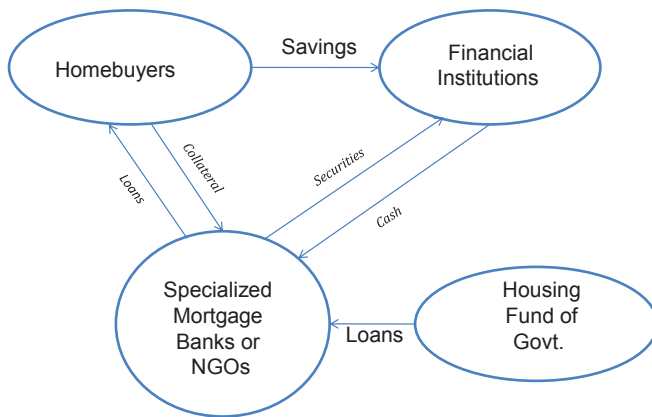 Savings
Homebuyers
Financial
Institutions
Collateral
Securities
Loans
Cash
Specialized
Mortgage
Banks or
NGOs
Housing
Fund of
Govt.
Loans